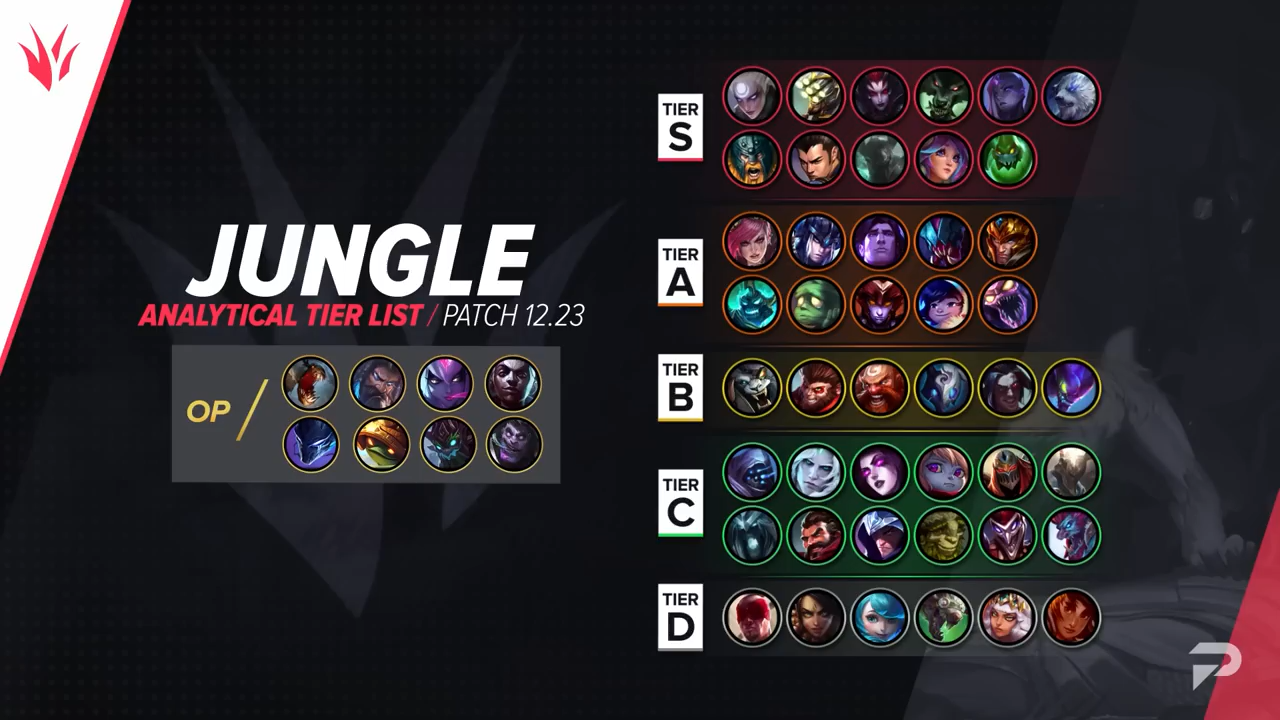 JUNGLE
ANALYTICAL TIER LIST / PATCH 12.23
OP /
TIER
S
TIER
A
TIER
B
TIER
C
TIER
D